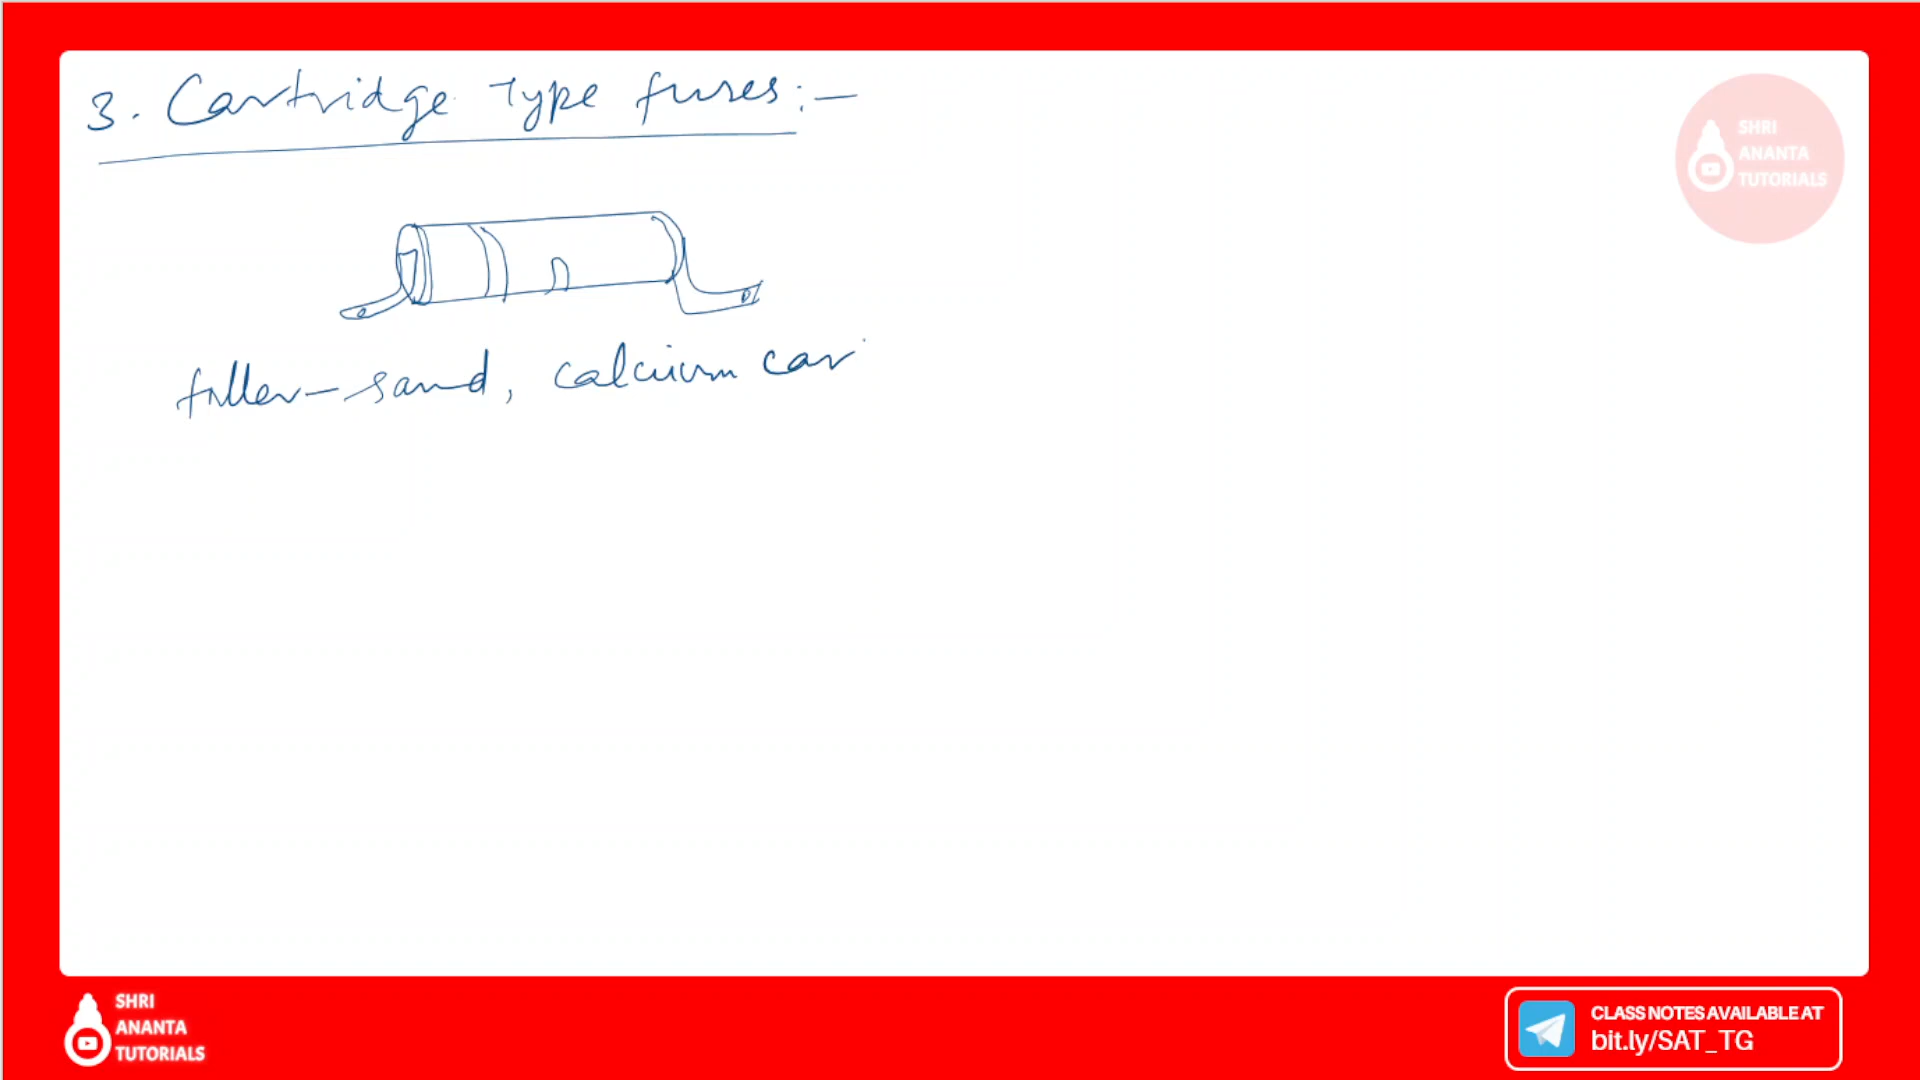 3. Cartridge Type fuses:-
SHRI
ANANTA
TUTORIALS
filler-sand, calcium car
SHRI
ANANTA
TUTORIALS
CLASS NOTES AVAILABLE AT
bit.ly/SAT_TG